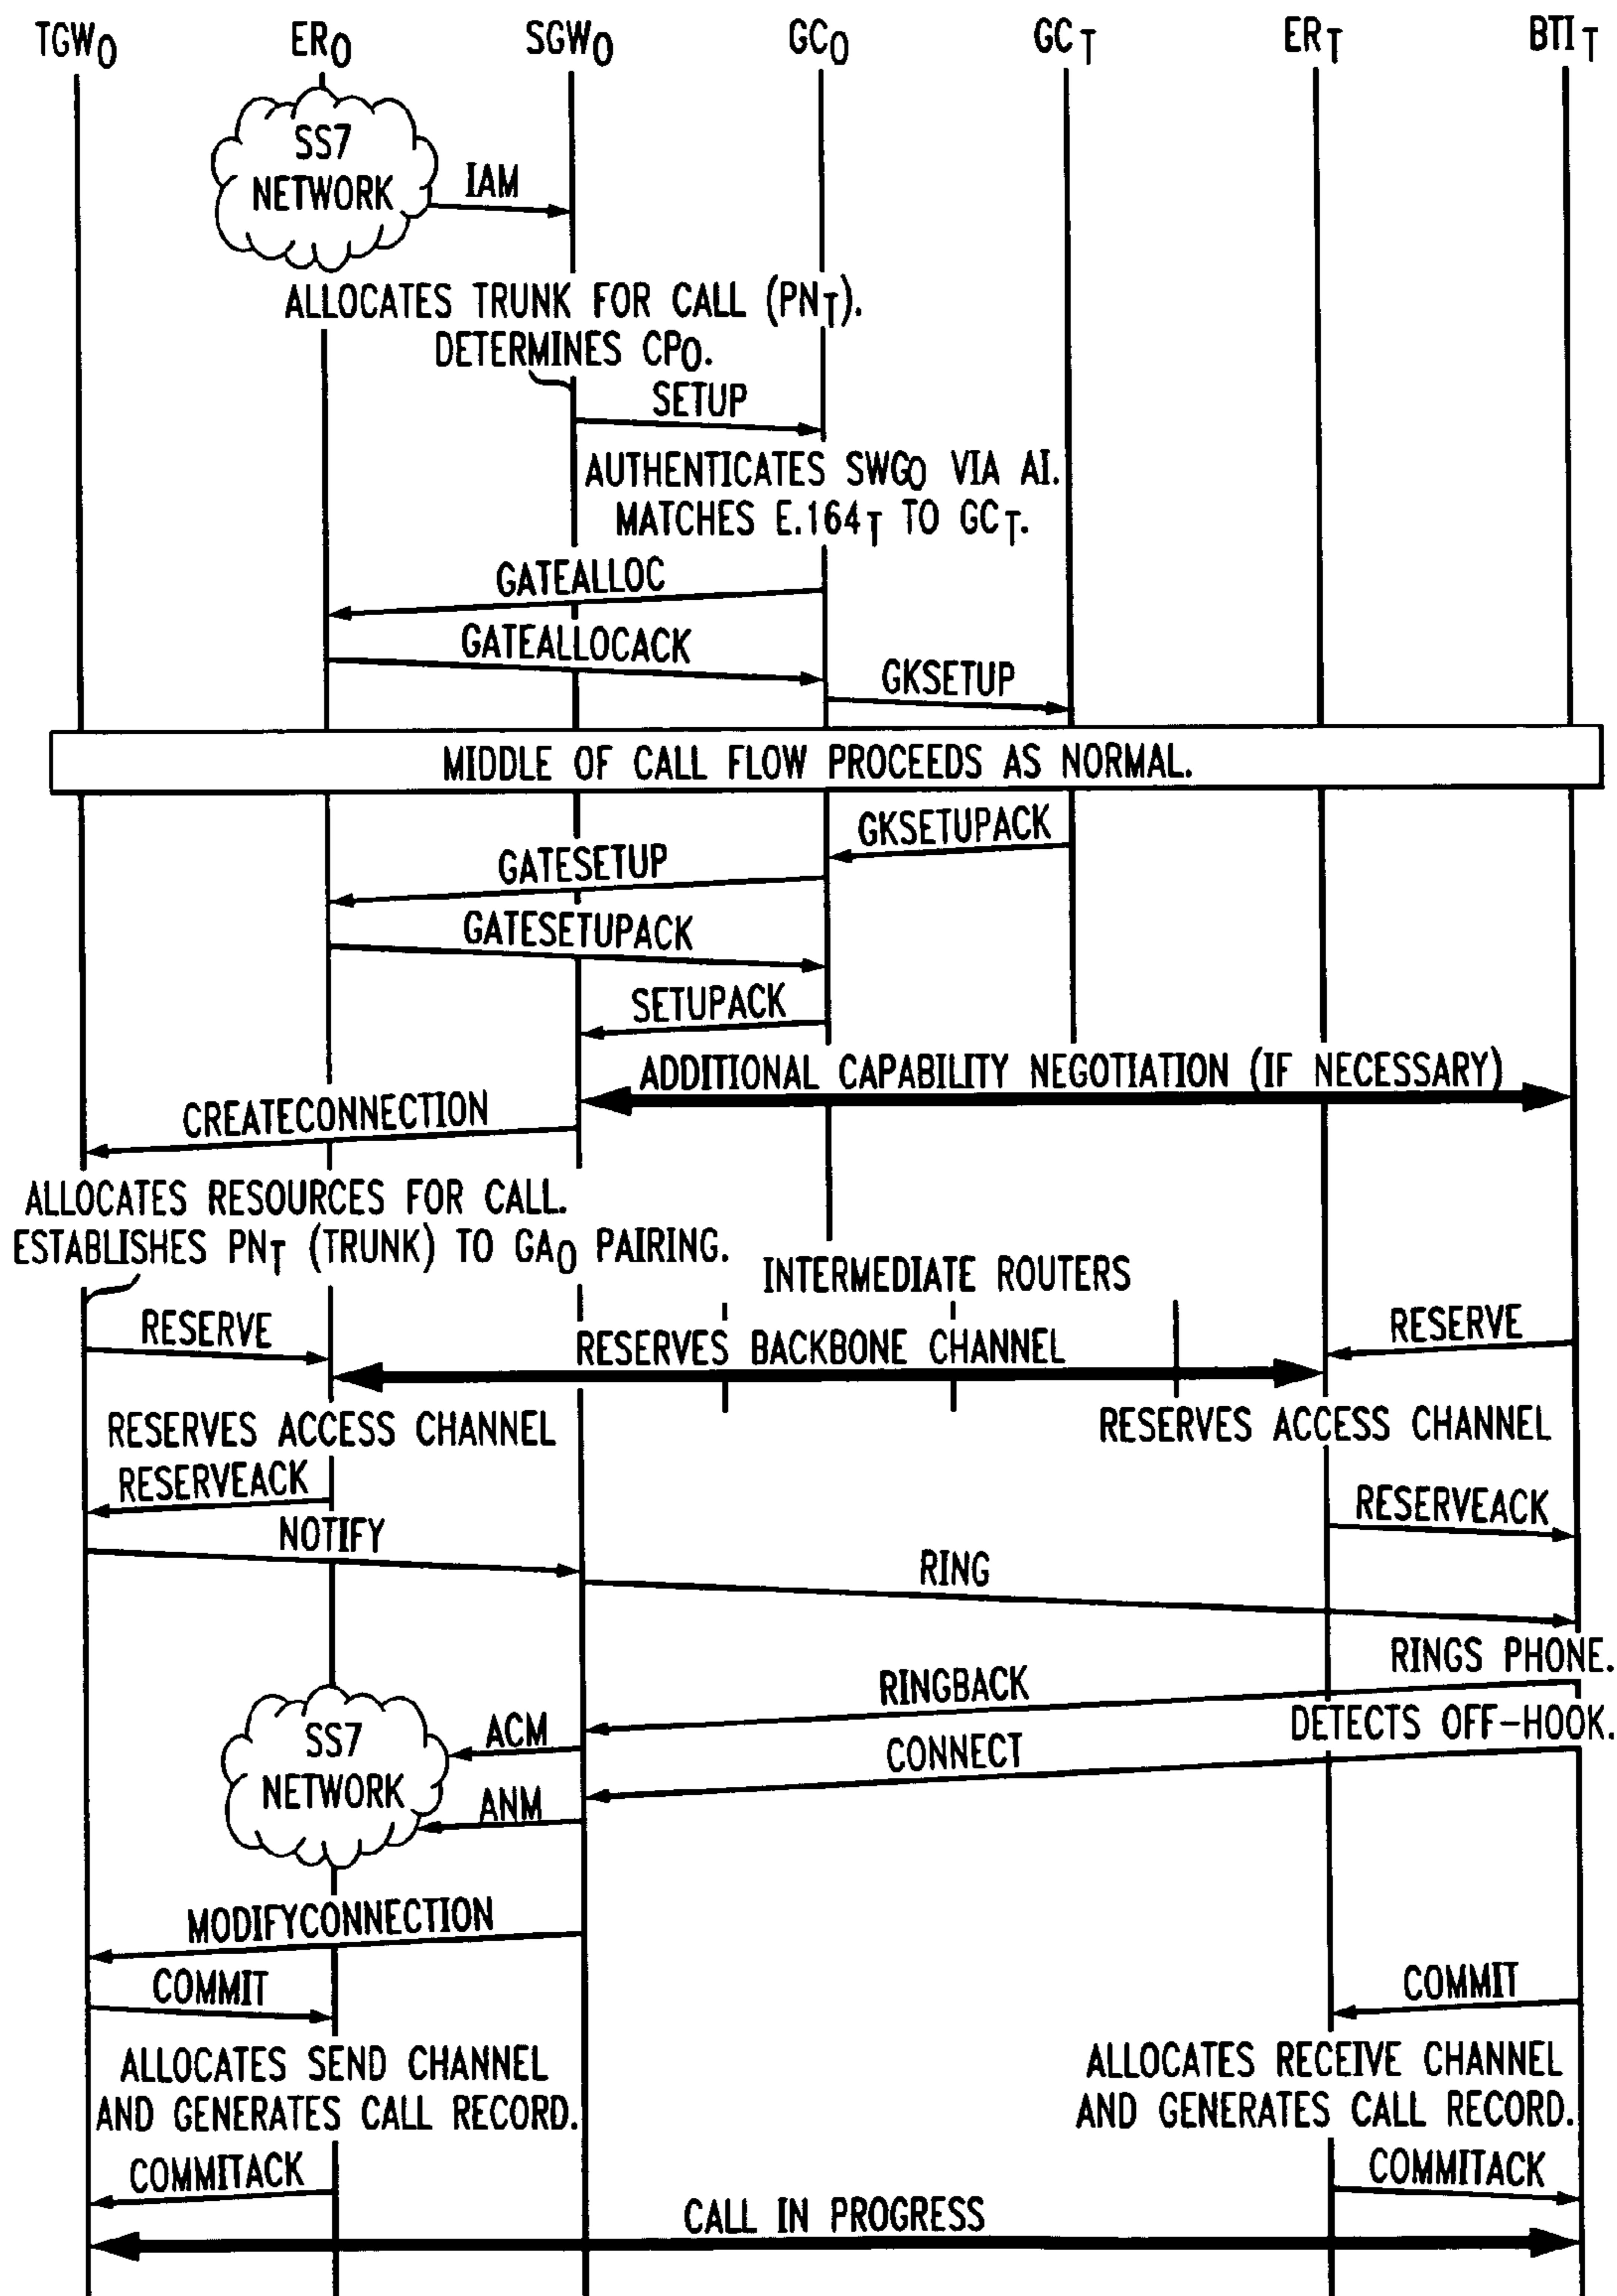 TGWO ERO SGWO GCO GCT ERT BTIT
SS7
NETWORK
IAM
ALLOCATES TRUNK FOR CALL (PNT).
DETERMINES CPO.
SETUP
AUTHENTICATES SWGO VIA AI.
MATCHES E.164T TO GCT.
GATEALLOC
GATEALLOCACK
GKSETUP
MIDDLE OF CALL FLOW PROCEEDS AS NORMAL.
GKSETUPACK
GATESETUP
GATESETUPACK
SETUPACK
ADDITIONAL CAPABILITY NEGOTIATION (IF NECESSARY)
CREATECONNECTION
ALLOCATES RESOURCES FOR CALL.
ESTABLISHES PNT (TRUNK) TO GAO PAIRING.
INTERMEDIATE ROUTERS
RESERVE
RESERVES BACKBONE CHANNEL
RESERVE
RESERVES ACCESS CHANNEL
RESERVES ACCESS CHANNEL
RESERVEACK
RESERVEACK
NOTIFY
RING
RINGS PHONE.
RINGBACK
DETECTS OFF-HOOK.
SS7
NETWORK
ACM
CONNECT
ANM
MODIFYCONNECTION
COMMIT
COMMIT
ALLOCATES SEND CHANNEL
AND GENERATES CALL RECORD.
ALLOCATES RECEIVE CHANNEL
AND GENERATES CALL RECORD.
COMMITACK
COMMITACK
CALL IN PROGRESS